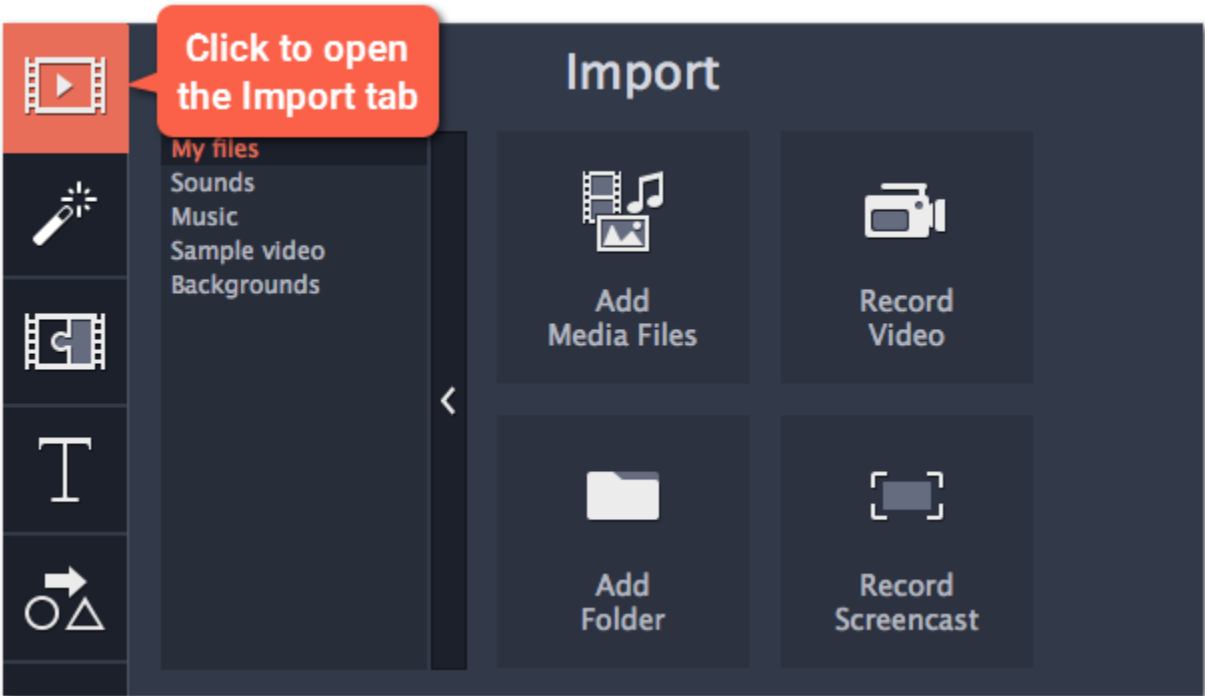 Click to open
the Import tab
Import
My files
Sounds
Music
Sample video
Backgrounds
Add
Media Files
Record
Video
Add
Folder
Record
Screencast